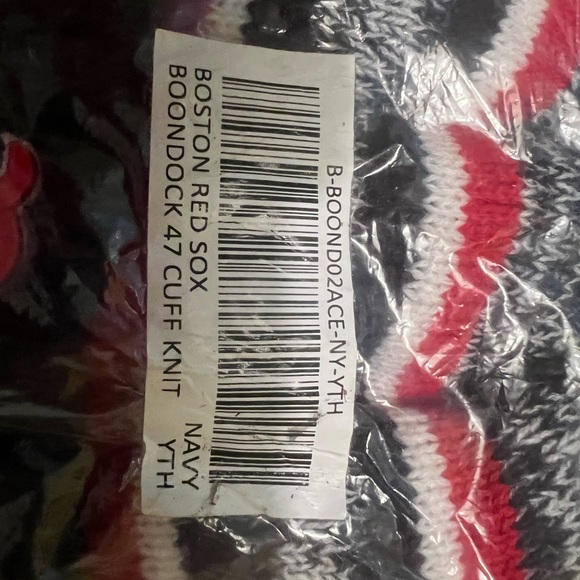 B-BOOND02ACE-NY-YTH
BOSTON RED SOX NAVY
BOONDOCK 47 CUFF KNIT YTH